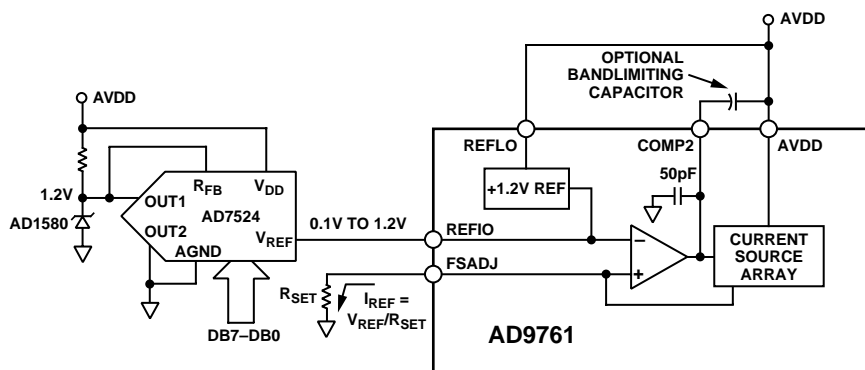 AVDD
OPTIONAL
BANDLIMITING
CAPACITOR
AVDD
REFLO
COMP2
AVDD
1.2V
RFB
VDD
OUT1
AD1580
AD7524
OUT2
VREF
AGND
DB7–DB0
0.1V TO 1.2V
REFIO
+1.2V REF
50pF
–
+
CURRENT
SOURCE
ARRAY
FSADJ
RSET
IREF =
VREF/RSET
AD9761